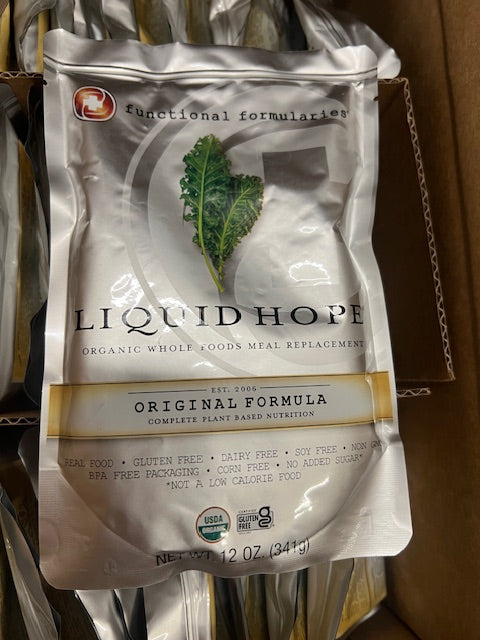 functional formularies®
LIQUID HOPE
ORGANIC WHOLE FOODS MEAL REPLACEMENT
EST. 2006
ORIGINAL FORMULA
COMPLETE PLANT BASED NUTRITION
REAL FOOD • GLUTEN FREE • DAIRY FREE • SOY FREE • NON GM
BPA FREE PACKAGING • CORN FREE • NO ADDED SUGAR*
*NOT A LOW CALORIE FOOD
USDA
ORGANIC
CERTIFIED
GLUTEN
FREE
NET WT. 12 OZ. (341g)